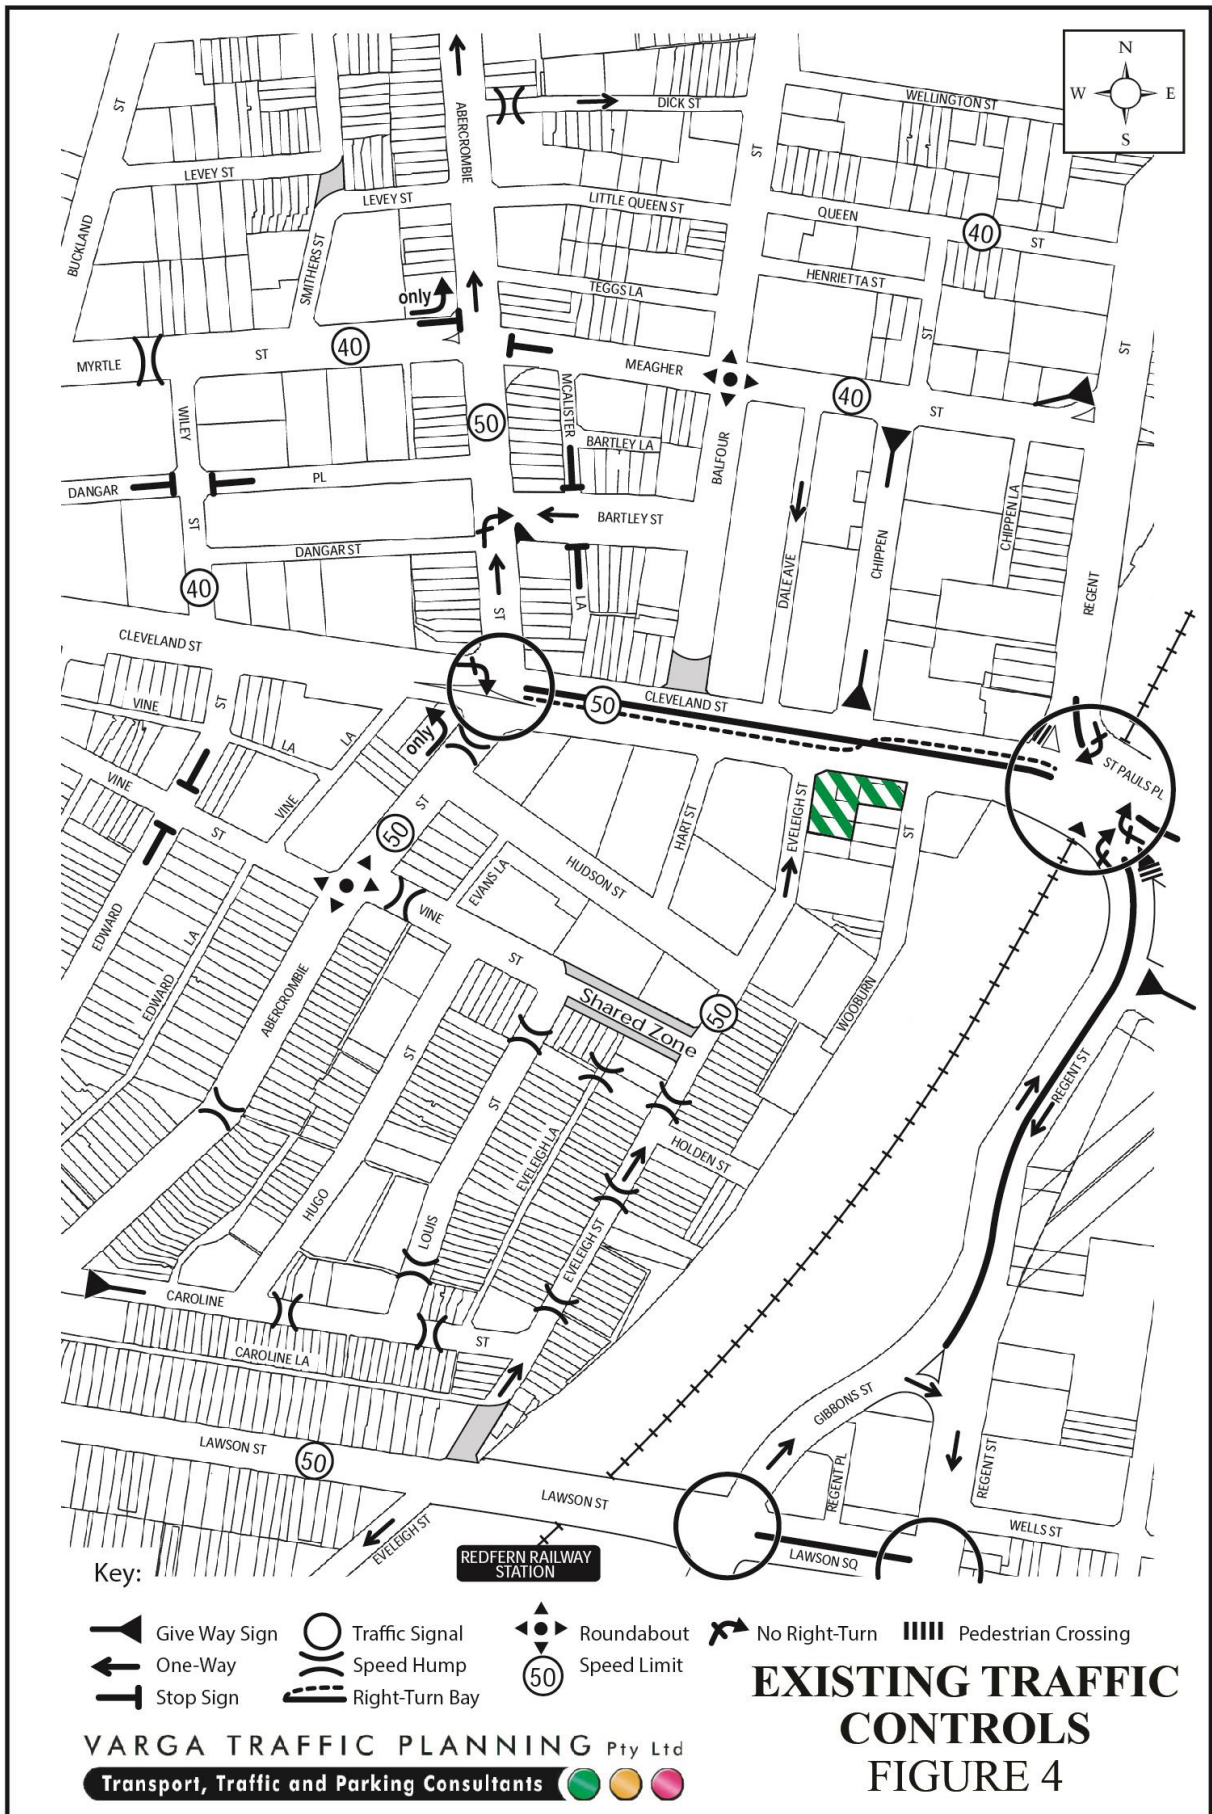 N
W E
S
ST
ABERCROMBIE
DICK ST
WELLINGTON ST
ST
LEVEY ST
LEVEY ST
LITTLE QUEEN ST
QUEEN
40
ST
BUCKLAND
SMITHERS ST
only
TEGGS LA
HENRIETTA ST
ST
ST
MYRTLE
ST
40
MEAGHER
40
ST
WILEY
50
MCALISTER
BARTLEY LA
BALFOUR
DANGAR
PL
ST
BARTLEY ST
DANGAR ST
CHIPPEN LA
CHIPPEN
DALE AVE
REGENT
40
ST
LA
CLEVELAND ST
50
CLEVELAND ST
VINE
ST
LA
LA
only
ST PAULS PL
VINE
ST
VINE
ST
50
HART ST
EVELEIGH ST
ST
HUDSON ST
EVANS LA
VINE
ST
EDWARD
LA
EDWARD
ABERCROMBIE
Shared Zone
50
WOOBURN
ST
ST
REGENT ST
EVELEIGH LA
HOLDEN ST
HUGO
LOUIS
EVELEIGH ST
CAROLINE
ST
CAROLINE LA
LAWSON ST
50
GIBBONS ST
REGENT PL
REGENT ST
LAWSON ST
EVELEIGH ST
WELLS ST
LAWSON SQ
REDFERN RAILWAY
STATION
Key:
Give Way Sign
Traffic Signal
Roundabout
No Right-Turn
Pedestrian Crossing
One-Way
Speed Hump
50
Speed Limit
Stop Sign
Right-Turn Bay
EXISTING TRAFFIC
CONTROLS
FIGURE 4
VARGA TRAFFIC PLANNING Pty Ltd
Transport, Traffic and Parking Consultants